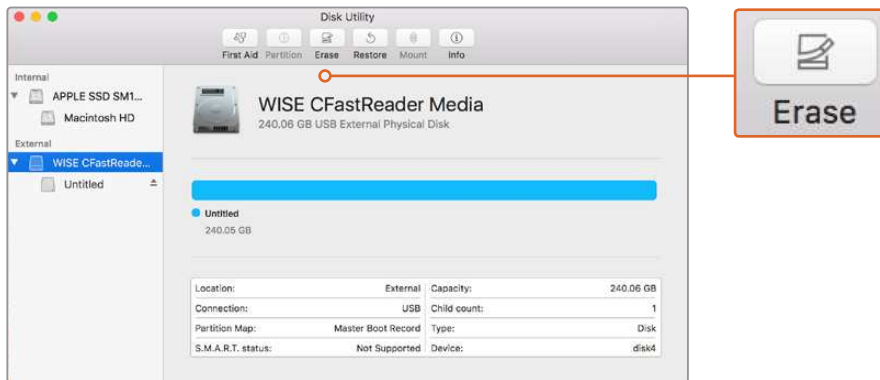 Disk Utility
First Aid Partition Erase Restore Mount Info
Erase
Internal
APPLE SSD SM1...
Macintosh HD
External
WISE CFastReade...
Untitled
WISE CFastReader Media
240.06 GB USB External Physical Disk
Untitled
240.05 GB
Location: External Capacity: 240.06 GB
Connection: USB Child count: 1
Partition Map: Master Boot Record Type: Disk
S.M.A.R.T. status: Not Supported Device: disk4